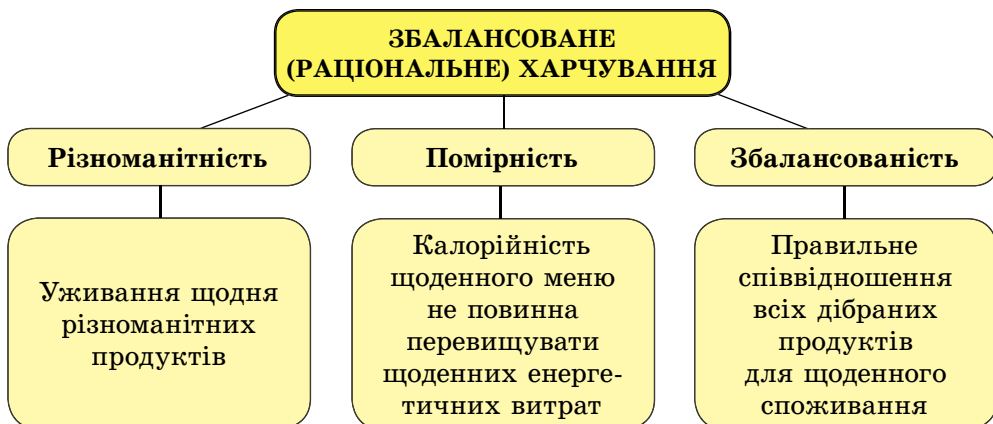 ЗБАЛАНСОВАНЕ
(РАЦІОНАЛЬНЕ) ХАРЧУВАННЯ
Різноманітність
Уживання щодня
різноманітних
продуктів
Помірність
Калорійність
щоденного меню
не повинна
перевищувати
щоденних енерге-
тичних витрат
Збалансованість
Правильне
співвідношення
всіх дібраних
продуктів
для щоденного
споживання